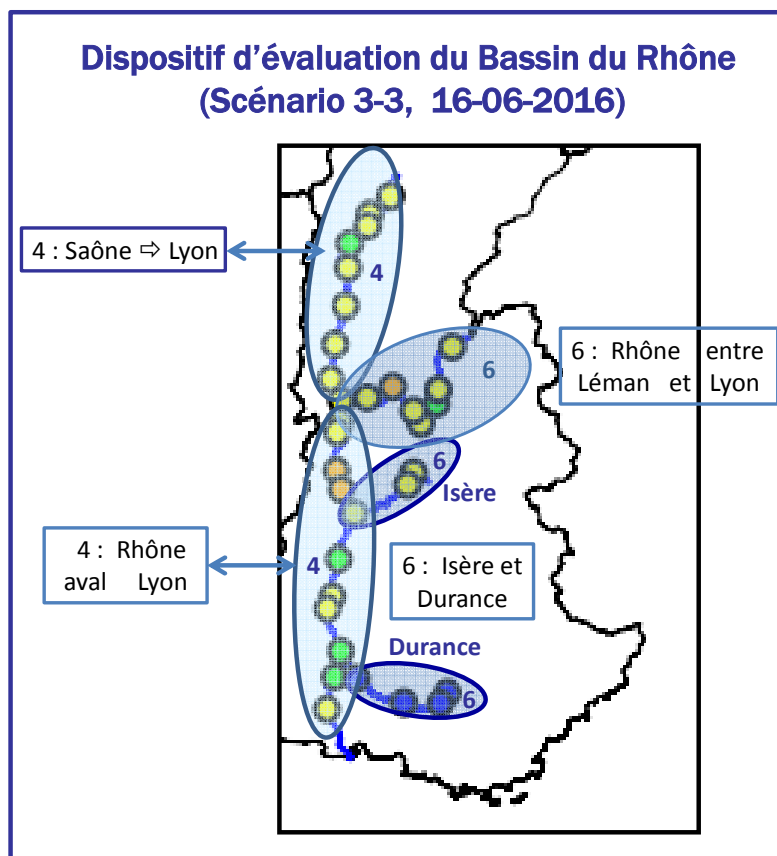 Dispositif d'évaluation du Bassin du Rhône
(Scénario 3-3, 16-06-2016)
4 : Saône ⇨ Lyon
4
6
6 : Rhône entre
Léman et Lyon
6
Isère
4 : Rhône
aval Lyon
4
6 : Isère et
Durance
Durance
6